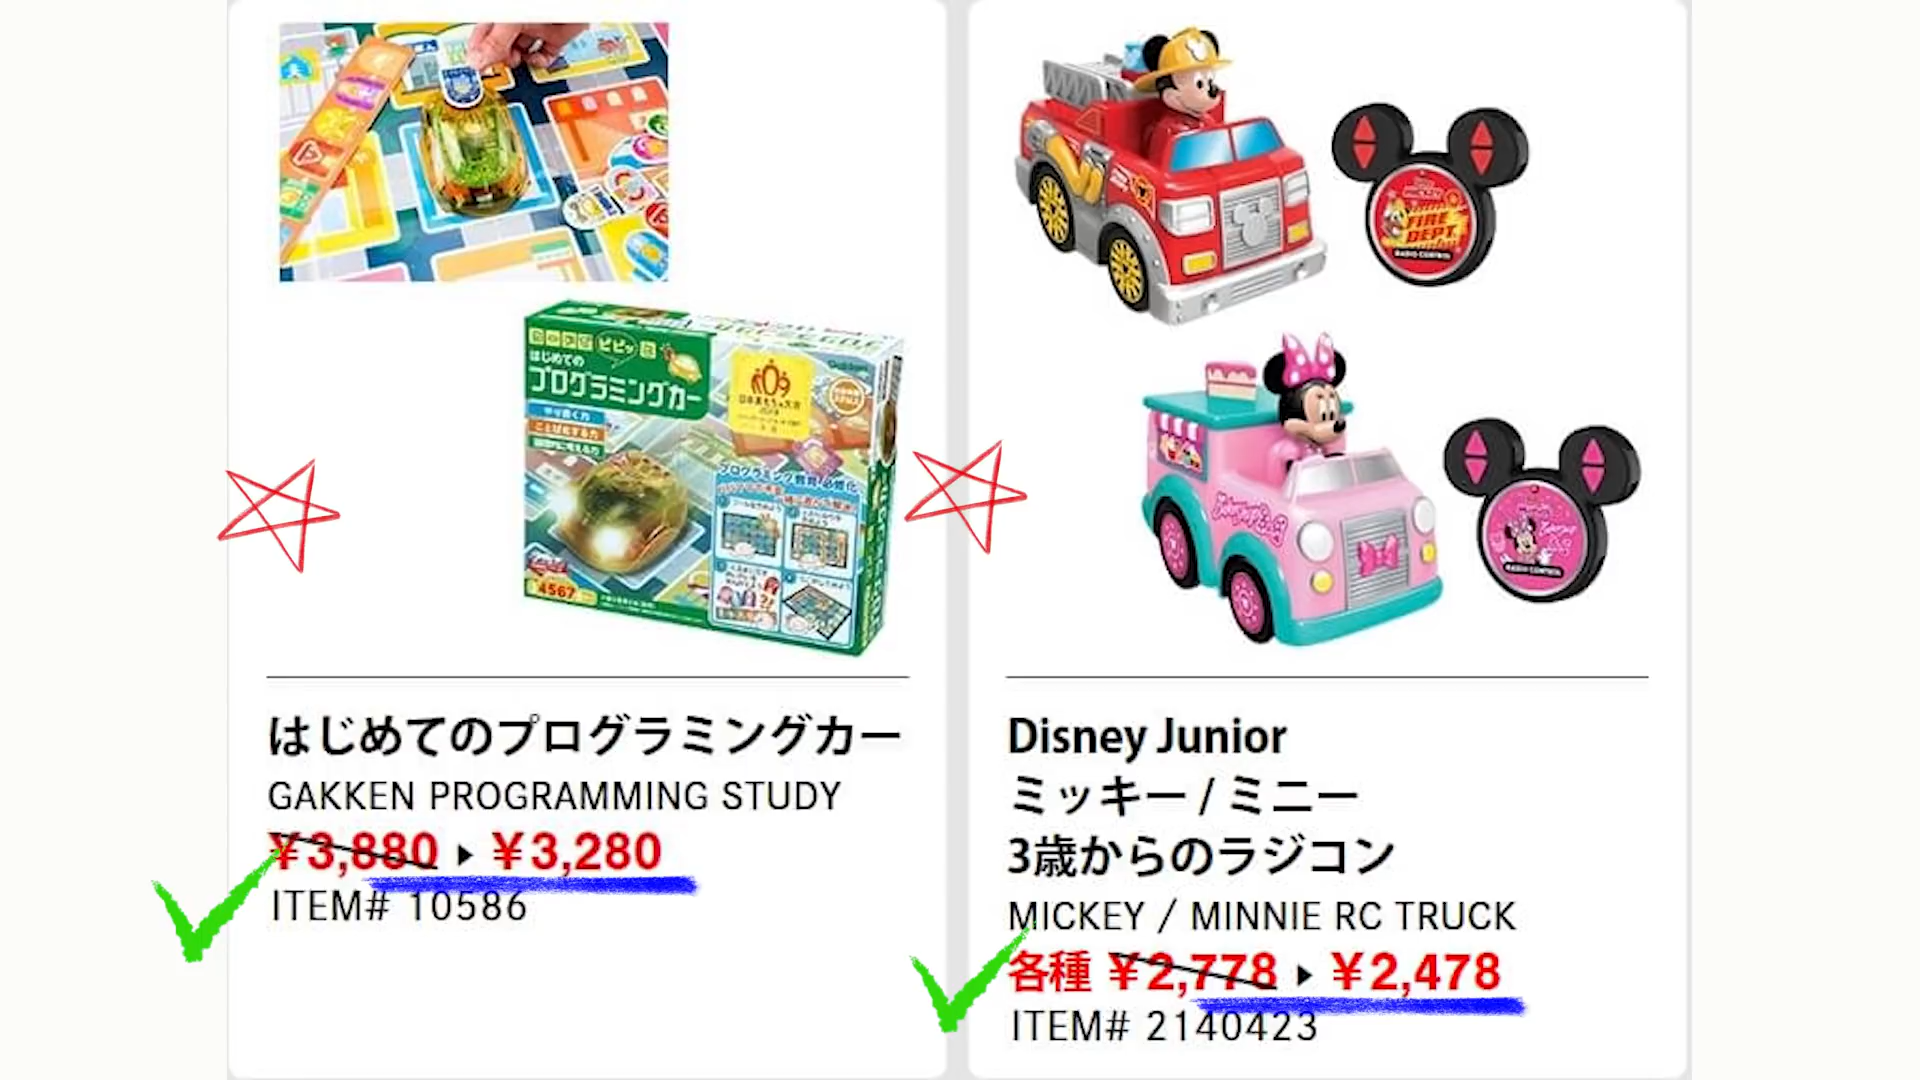 はじめての
プログラミングカー
4567
FIRE
DEPT.
RADIO CONTROL
はじめてのプログラミングカー
GAKKEN PROGRAMMING STUDY
¥3,880 ▶ ¥3,280
ITEM# 10586
Disney Junior
ミッキー / ミニー
3歳からのラジコン
MICKEY / MINNIE RC TRUCK
各種 ¥2,778 ▶ ¥2,478
ITEM# 2140423